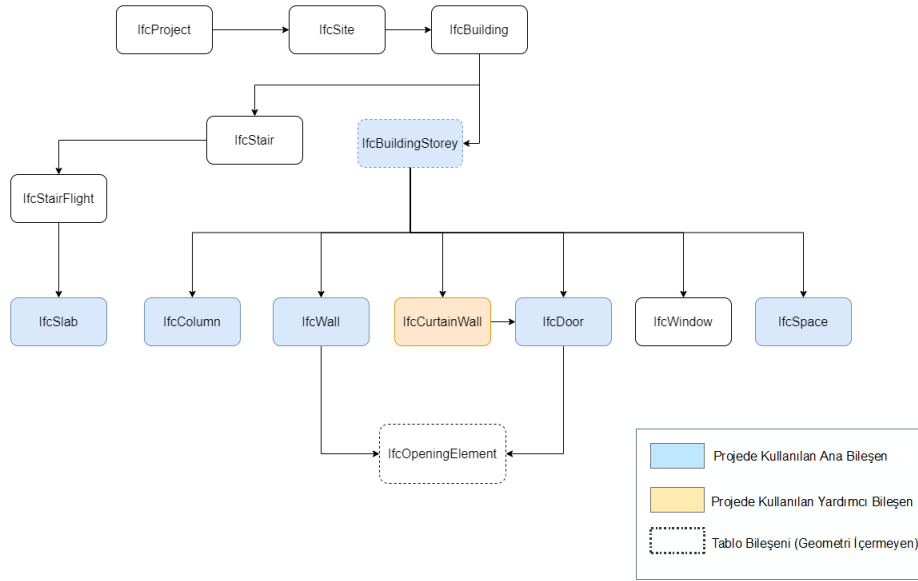 IfcProject
IfcSite
IfcBuilding
IfcStair
IfcBuildingStorey
IfcStairFlight
IfcSlab
IfcColumn
IfcWall
IfcCurtainWall
IfcDoor
IfcWindow
IfcSpace
IfcOpeningElement
Projede Kullanılan Ana Bileşen
Projede Kullanılan Yardımcı Bileşen
Tablo Bileşeni (Geometri İçermeyen)